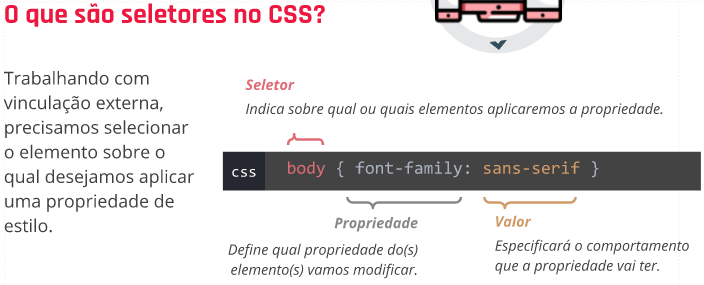 O que são seletores no CSS?
Trabalhando com
vinculação externa,
precisamos selecionar
o elemento sobre o
qual desejamos aplicar
uma propriedade de
estilo.
Seletor
Indica sobre qual ou quais elementos aplicaremos a propriedade.
css body { font-family: sans-serif }
Propriedade
Define qual propriedade do(s)
elemento(s) vamos modificar.
Valor
Especificará o comportamento
que a propriedade vai ter.